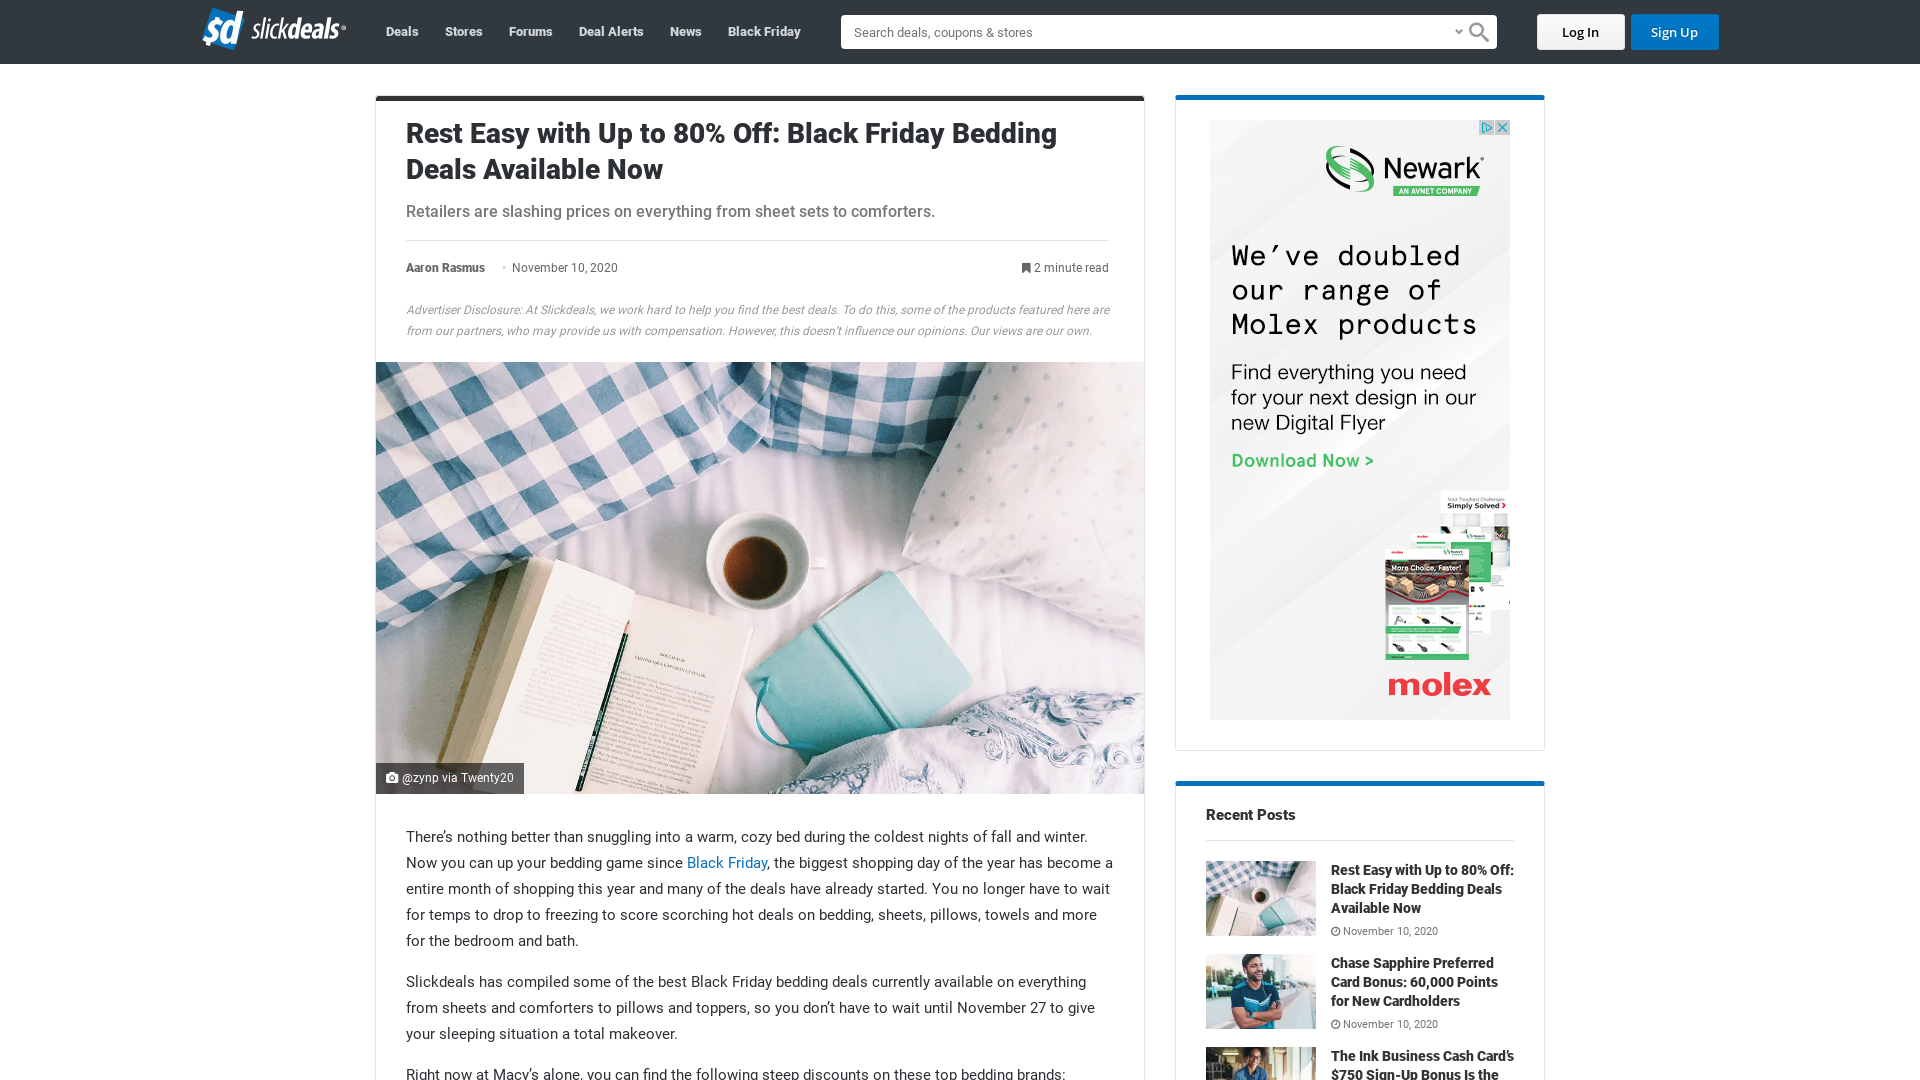 slickdeals
Deals
Stores
Forums
Deal Alerts
News
Black Friday
Search deals, coupons & stores
Log In
Sign Up
Rest Easy with Up to 80% Off: Black Friday Bedding
Deals Available Now
Retailers are slashing prices on everything from sheet sets to comforters.
Aaron Rasmus • November 10, 2020
2 minute read
Advertiser Disclosure: At Slickdeals, we work hard to help you find the best deals. To do this, some of the products featured here are
from our partners, who may provide us with compensation. However, this doesn't influence our opinions. Our views are our own.
@zynp via Twenty20
There’s nothing better than snuggling into a warm, cozy bed during the coldest nights of fall and winter.
Now you can up your bedding game since Black Friday, the biggest shopping day of the year has become a
entire month of shopping this year and many of the deals have already started. You no longer have to wait
for temps to drop to freezing to score scorching hot deals on bedding, sheets, pillows, towels and more
for the bedroom and bath.
Slickdeals has compiled some of the best Black Friday bedding deals currently available on everything
from sheets and comforters to pillows and toppers, so you don’t have to wait until November 27 to give
your sleeping situation a total makeover.
Right now at Macy’s alone, you can find the following steep discounts on these top bedding brands:
Newark
AN AVNET COMPANY
We’ve doubled
our range of
Molex products
Find everything you need
for your next design in our
new Digital Flyer
Download Now >
Your Toughest Challenges
Simply Solved
More Choice, Faster!
molex
Recent Posts
Rest Easy with Up to 80% Off:
Black Friday Bedding Deals
Available Now
November 10, 2020
Chase Sapphire Preferred
Card Bonus: 60,000 Points
for New Cardholders
November 10, 2020
The Ink Business Cash Card’s
$750 Sign-Up Bonus Is the